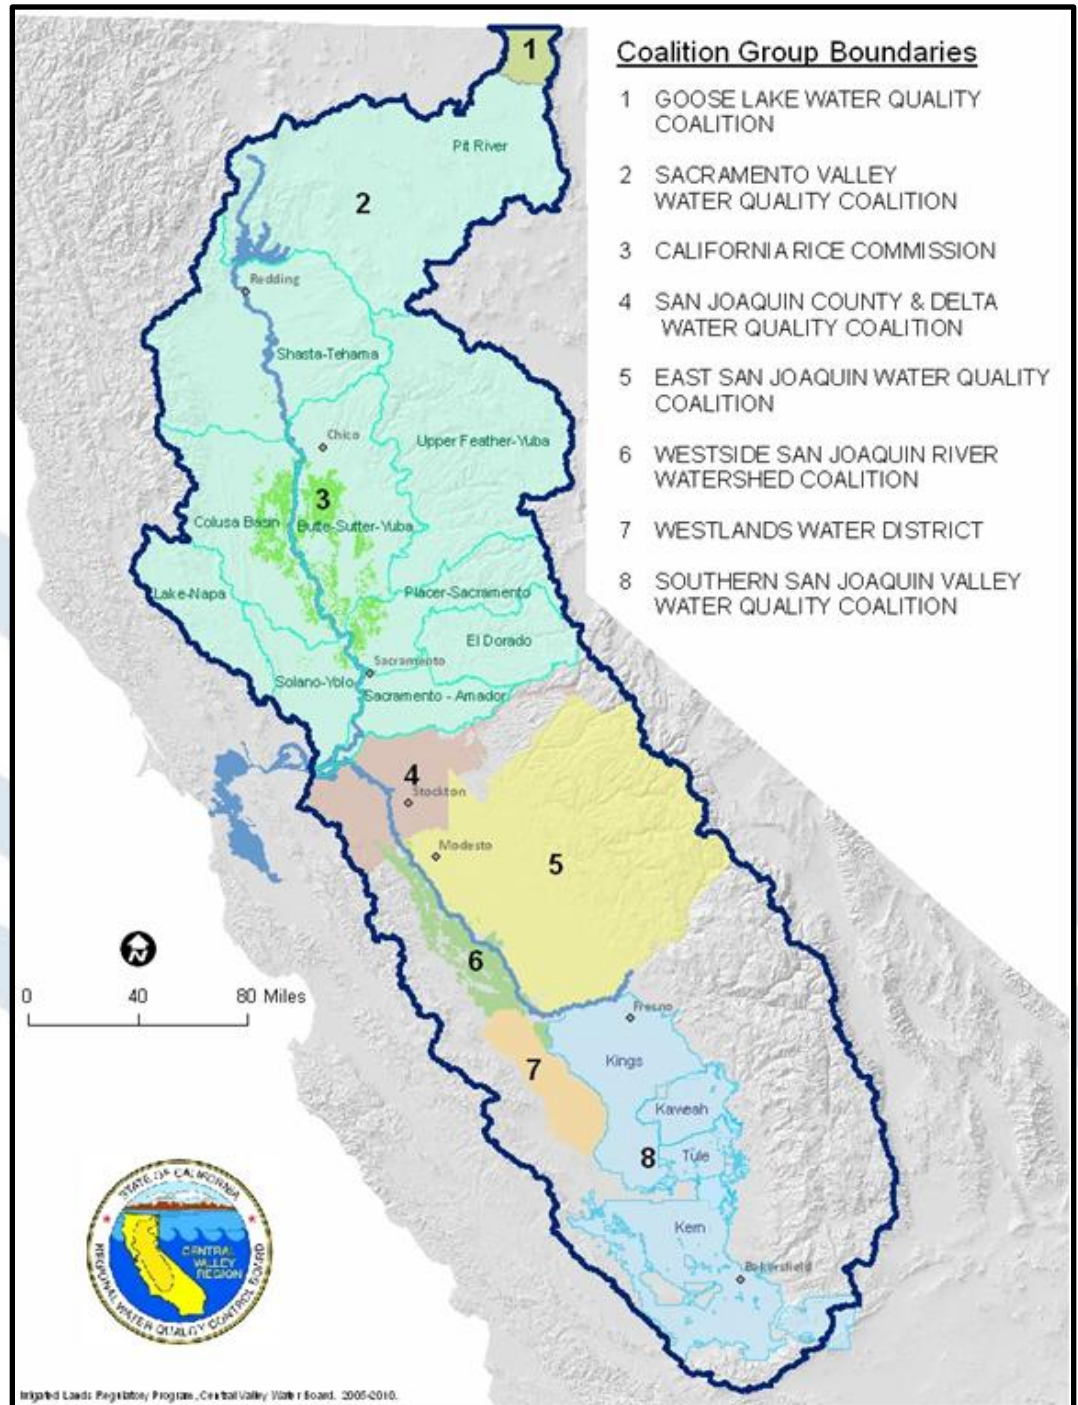 Coalition Group Boundaries
1 GOOSE LAKE WATER QUALITY
COALITION
2 SACRAMENTO VALLEY
WATER QUALITY COALITION
3 CALIFORNIA RICE COMMISSION
4 SAN JOAQUIN COUNTY & DELTA
WATER QUALITY COALITION
5 EAST SAN JOAQUIN WATER QUALITY
COALITION
6 WESTSIDE SAN JOAQUIN RIVER
WATERSHED COALITION
7 WESTLANDS WATER DISTRICT
8 SOUTHERN SAN JOAQUIN VALLEY
WATER QUALITY COALITION
1
Pit River
2
Redding
Shasta-Tehama
Chico
Upper Feather-Yuba
3
Colusa Basin
Butte-Sutter-Yuba
Lake-Napa
Placer-Sacramento
El Dorado
Sacramento
Solano-Yolo
Sacramento - Amador
4
Stockton
Modesto
5
6
N
0 40 80 Miles
Fresno
Kings
7
Kaweah
8
Tule
Kern
Bakersfield
STATE OF CALIFORNIA
CENTRAL
VALLEY
REGION
REGIONAL WATER QUALITY CONTROL BOARD
Irrigated Lands Regulatory Program, Central Valley Water Board. 2005-2010.